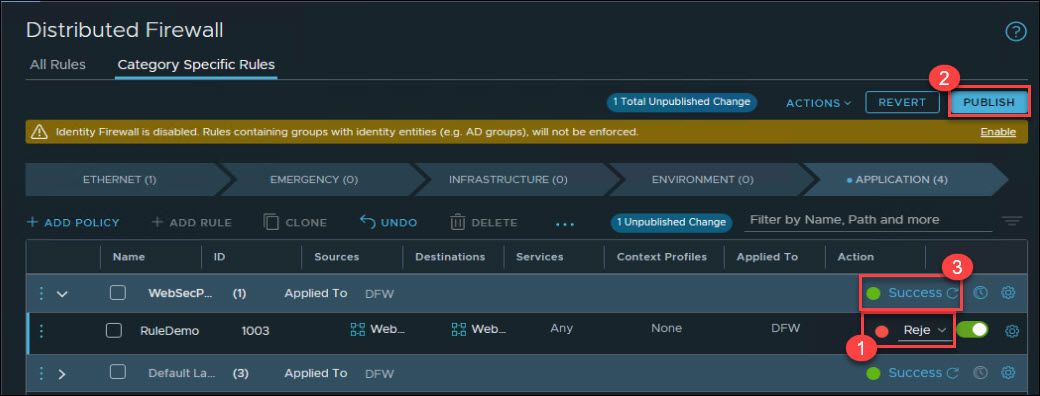 Distributed Firewall
All Rules Category Specific Rules
2
1 Total Unpublished Change ACTIONS REVERT PUBLISH
Identity Firewall is disabled. Rules containing groups with identity entities (e.g. AD groups), will not be enforced. Enable
ETHERNET (1) EMERGENCY (0) INFRASTRUCTURE (0) ENVIRONMENT (0) APPLICATION (4)
+ ADD POLICY + ADD RULE CLONE UNDO DELETE ... 1 Unpublished Change Filter by Name, Path and more
Name ID Sources Destinations Services Context Profiles Applied To Action
3
WebSecP... (1) Applied To DFW Success
RuleDemo 1003 Web... Web... Any None DFW Reje
1
Default La... (3) Applied To DFW Success